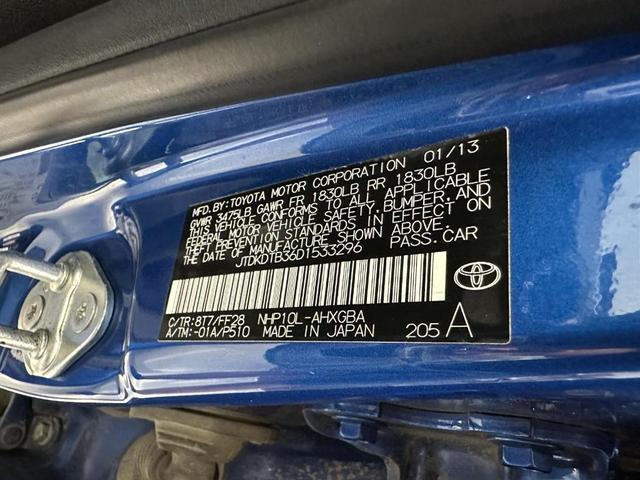 MFD.BY:TOYOTA MOTOR CORPORATION 01/13
GVWR 3475LB GAWR FR 1830LB RR 1830LB
THIS VEHICLE CONFORMS TO ALL APPLICABLE
FEDERAL MOTOR VEHICLE SAFETY, BUMPER, AND
THEFT PREVENTION STANDARDS IN EFFECT ON
THE DATE OF MANUFACTURE SHOWN ABOVE.
JTDKDTB36D1533296 PASS.CAR
C/TR:8T7/FF28 NHP10L-AHXGBA
A/TM:-01A/P510 MADE IN JAPAN 205 A